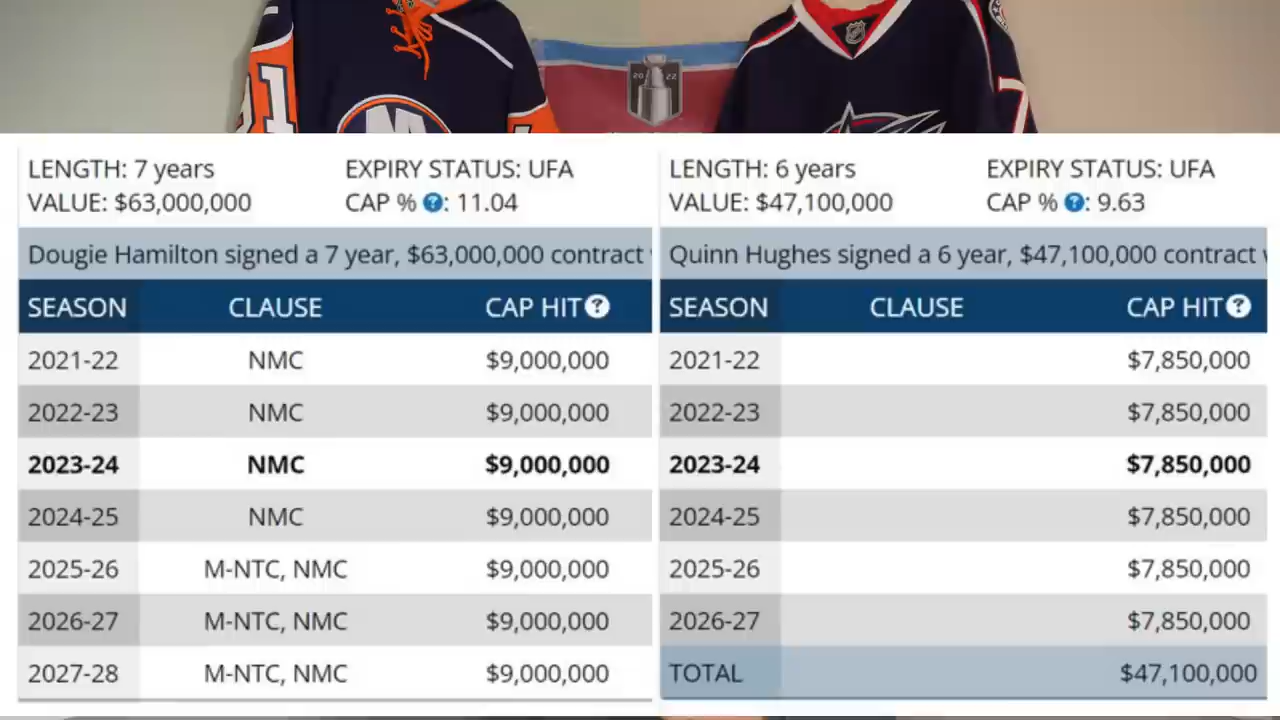 20 22
7
LENGTH: 7 years
EXPIRY STATUS: UFA
VALUE: $63,000,000
CAP % ?: 11.04
Dougie Hamilton signed a 7 year, $63,000,000 contract
SEASON CLAUSE CAP HIT?
2021-22 NMC $9,000,000
2022-23 NMC $9,000,000
2023-24 NMC $9,000,000
2024-25 NMC $9,000,000
2025-26 M-NTC, NMC $9,000,000
2026-27 M-NTC, NMC $9,000,000
2027-28 M-NTC, NMC $9,000,000
LENGTH: 6 years
EXPIRY STATUS: UFA
VALUE: $47,100,000
CAP % ?: 9.63
Quinn Hughes signed a 6 year, $47,100,000 contract
SEASON CLAUSE CAP HIT?
2021-22 $7,850,000
2022-23 $7,850,000
2023-24 $7,850,000
2024-25 $7,850,000
2025-26 $7,850,000
2026-27 $7,850,000
TOTAL $47,100,000